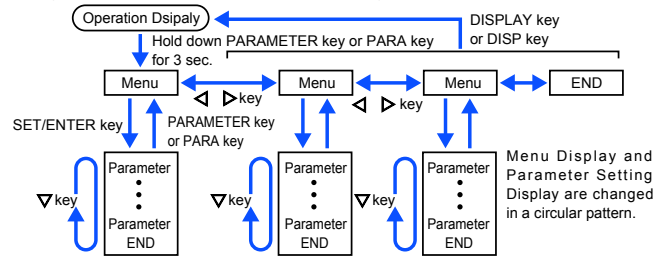 Operation Dsipaly
DISPLAY key
or DISP key
Hold down PARAMETER key or PARA key
for 3 sec.
Menu
Menu
Menu
END
key
key
SET/ENTER key
PARAMETER key
or PARA key
Parameter
Parameter
END
key
Parameter
Parameter
END
key
Parameter
Parameter
END
key
Menu Display and
Parameter Setting
Display are changed
in a circular pattern.